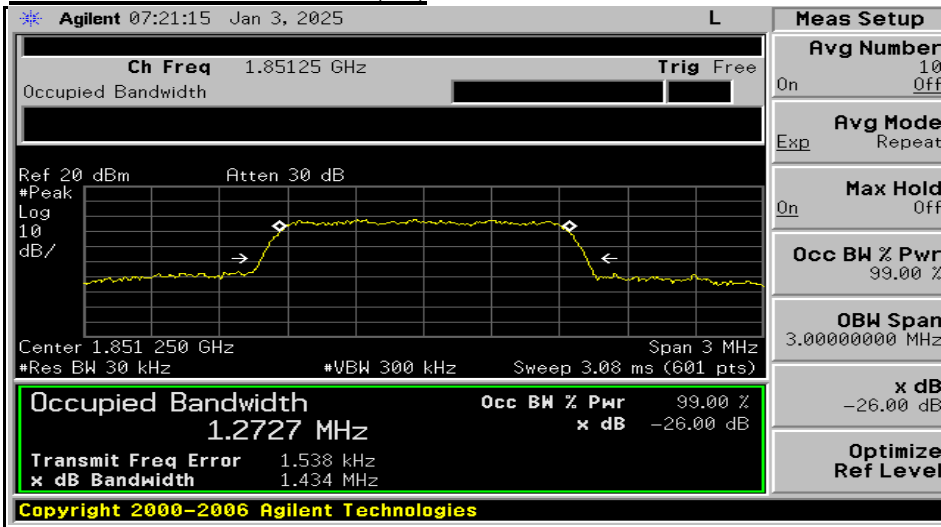 Agilent 07:21:15 Jan 3, 2025 L
Meas Setup
Ch Freq 1.85125 GHz Trig Free
Occupied Bandwidth
Avg Number
10
On Off
Avg Mode
Exp Repeat
Ref 20 dBm Atten 30 dB
#Peak
Log
10
dB/
Max Hold
On Off
Occ BW % Pwr
99.00 %
OBW Span
3.00000000 MHz
Center 1.851 250 GHz Span 3 MHz
#Res BW 30 kHz #VBW 300 kHz Sweep 3.08 ms (601 pts)
Occupied Bandwidth Occ BW % Pwr 99.00 %
1.2727 MHz x dB -26.00 dB
Transmit Freq Error 1.538 kHz
x dB Bandwidth 1.434 MHz
x dB
-26.00 dB
Optimize
Ref Level
Copyright 2000-2006 Agilent Technologies